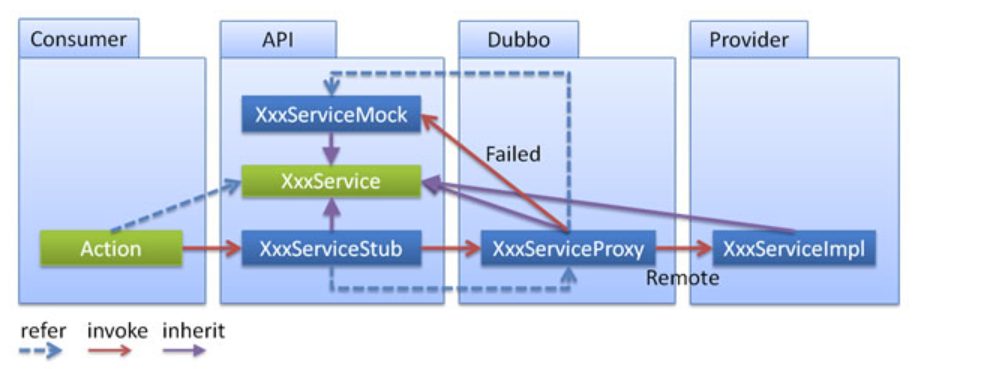 Consumer
API
Dubbo
Provider
XxxServiceMock
Failed
XxxService
Action
XxxServiceStub
XxxServiceProxy
XxxServiceImpl
Remote
refer invoke inherit